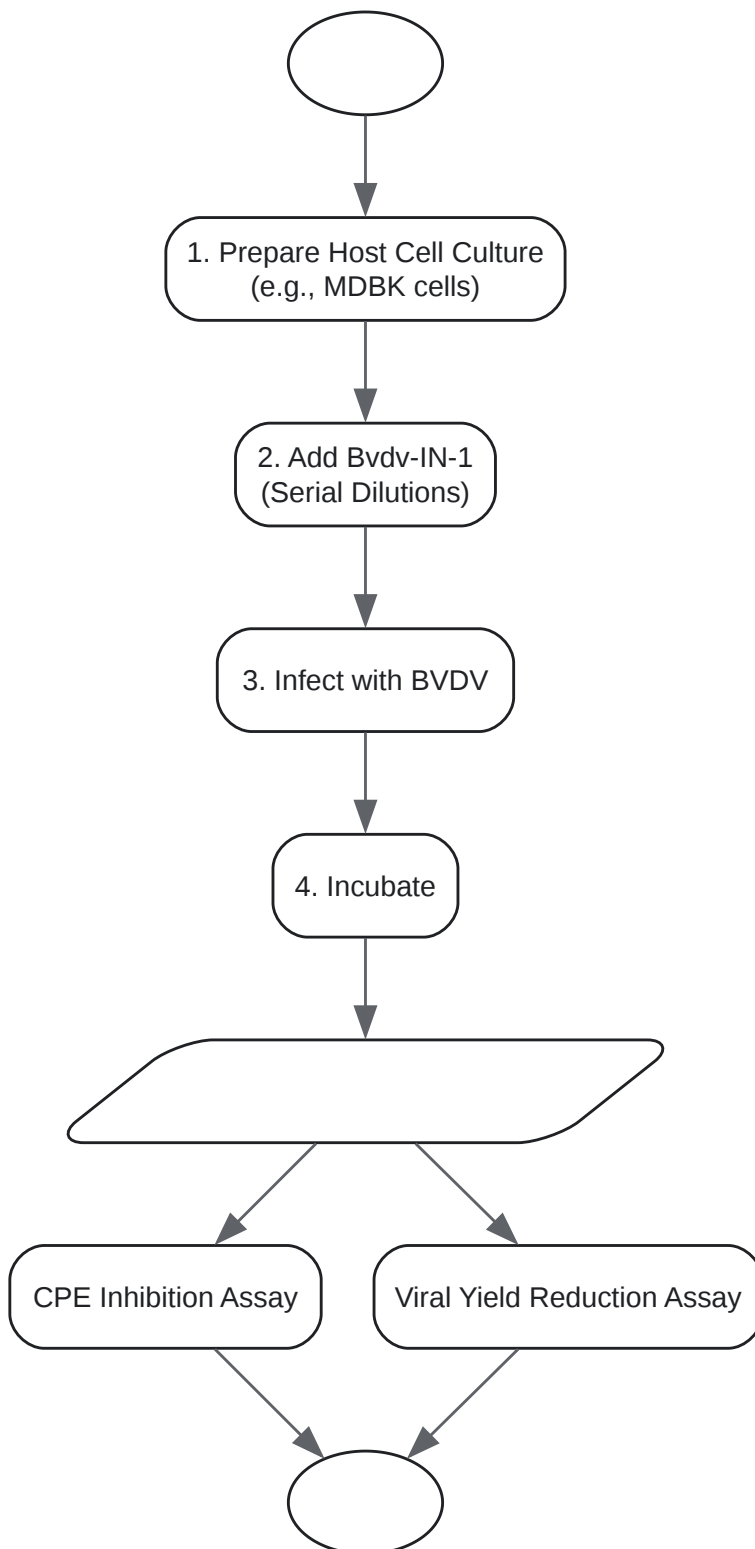 1. Prepare Host Cell Culture
(e.g., MDBK cells)
2. Add Bvdv-IN-1
(Serial Dilutions)
3. Infect with BVDV
4. Incubate
CPE Inhibition Assay
Viral Yield Reduction Assay